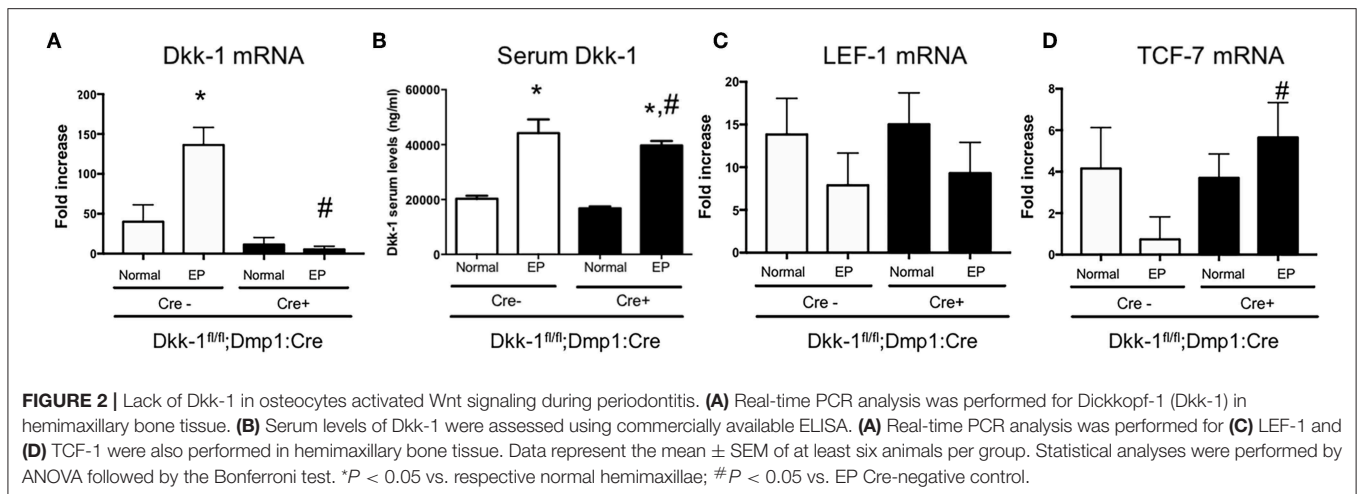 A
Dkk-1 mRNA
Fold increase
200
150
100
50
0
*
#
Normal EP Normal EP
Cre - Cre+
Dkk-1fl/fl;Dmp1:Cre
B
Serum Dkk-1
Dkk-1 serum levels (ng/ml)
60000
40000
20000
0
*
*,#
Normal EP Normal EP
Cre- Cre+
Dkk-1fl/fl;Dmp1:Cre
C
LEF-1 mRNA
Fold increase
20
15
10
5
0
Normal EP Normal EP
Cre - Cre+
Dkk-1fl/fl;Dmp1:Cre
D
TCF-7 mRNA
Fold increase
8
6
4
2
0
#
Normal EP Normal EP
Cre - Cre+
Dkk-1fl/fl;Dmp1:Cre
FIGURE 2 | Lack of Dkk-1 in osteocytes activated Wnt signaling during periodontitis. (A) Real-time PCR analysis was performed for Dickkopf-1 (Dkk-1) in
hemimaxillary bone tissue. (B) Serum levels of Dkk-1 were assessed using commercially available ELISA. (A) Real-time PCR analysis was performed for (C) LEF-1 and
(D) TCF-1 were also performed in hemimaxillary bone tissue. Data represent the mean ± SEM of at least six animals per group. Statistical analyses were performed by
ANOVA followed by the Bonferroni test. *P < 0.05 vs. respective normal hemimaxillae; #P < 0.05 vs. EP Cre-negative control.